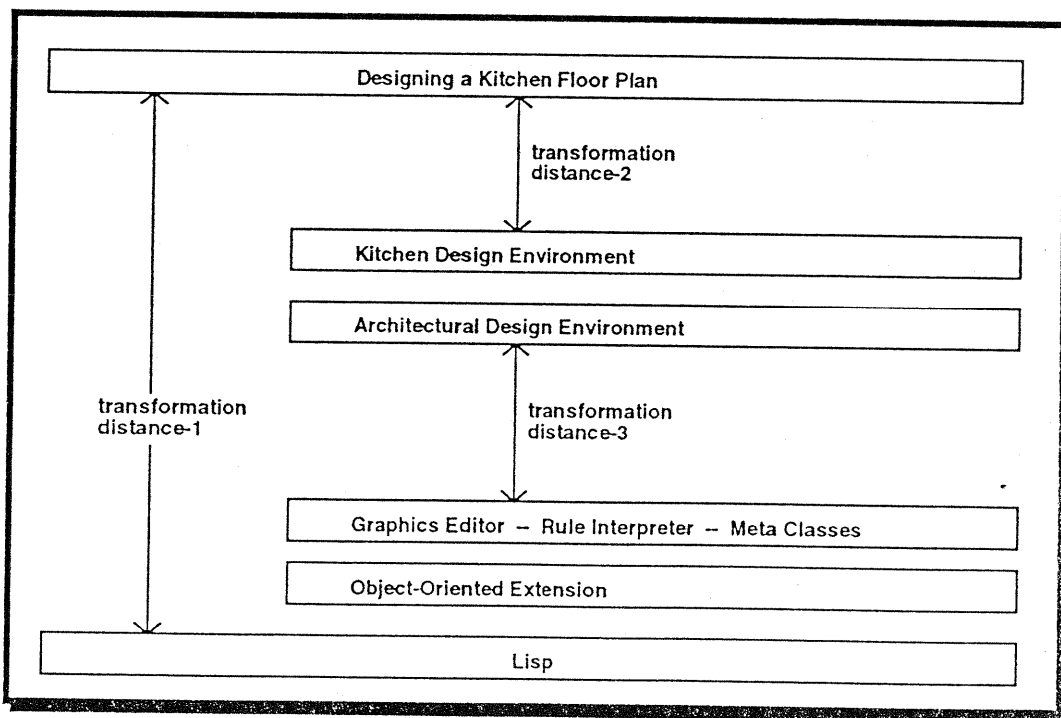 Designing a Kitchen Floor Plan
transformation
distance-2
Kitchen Design Environment
Architectural Design Environment
transformation
distance-1
transformation
distance-3
Graphics Editor -- Rule Interpreter -- Meta Classes
Object-Oriented Extension
Lisp